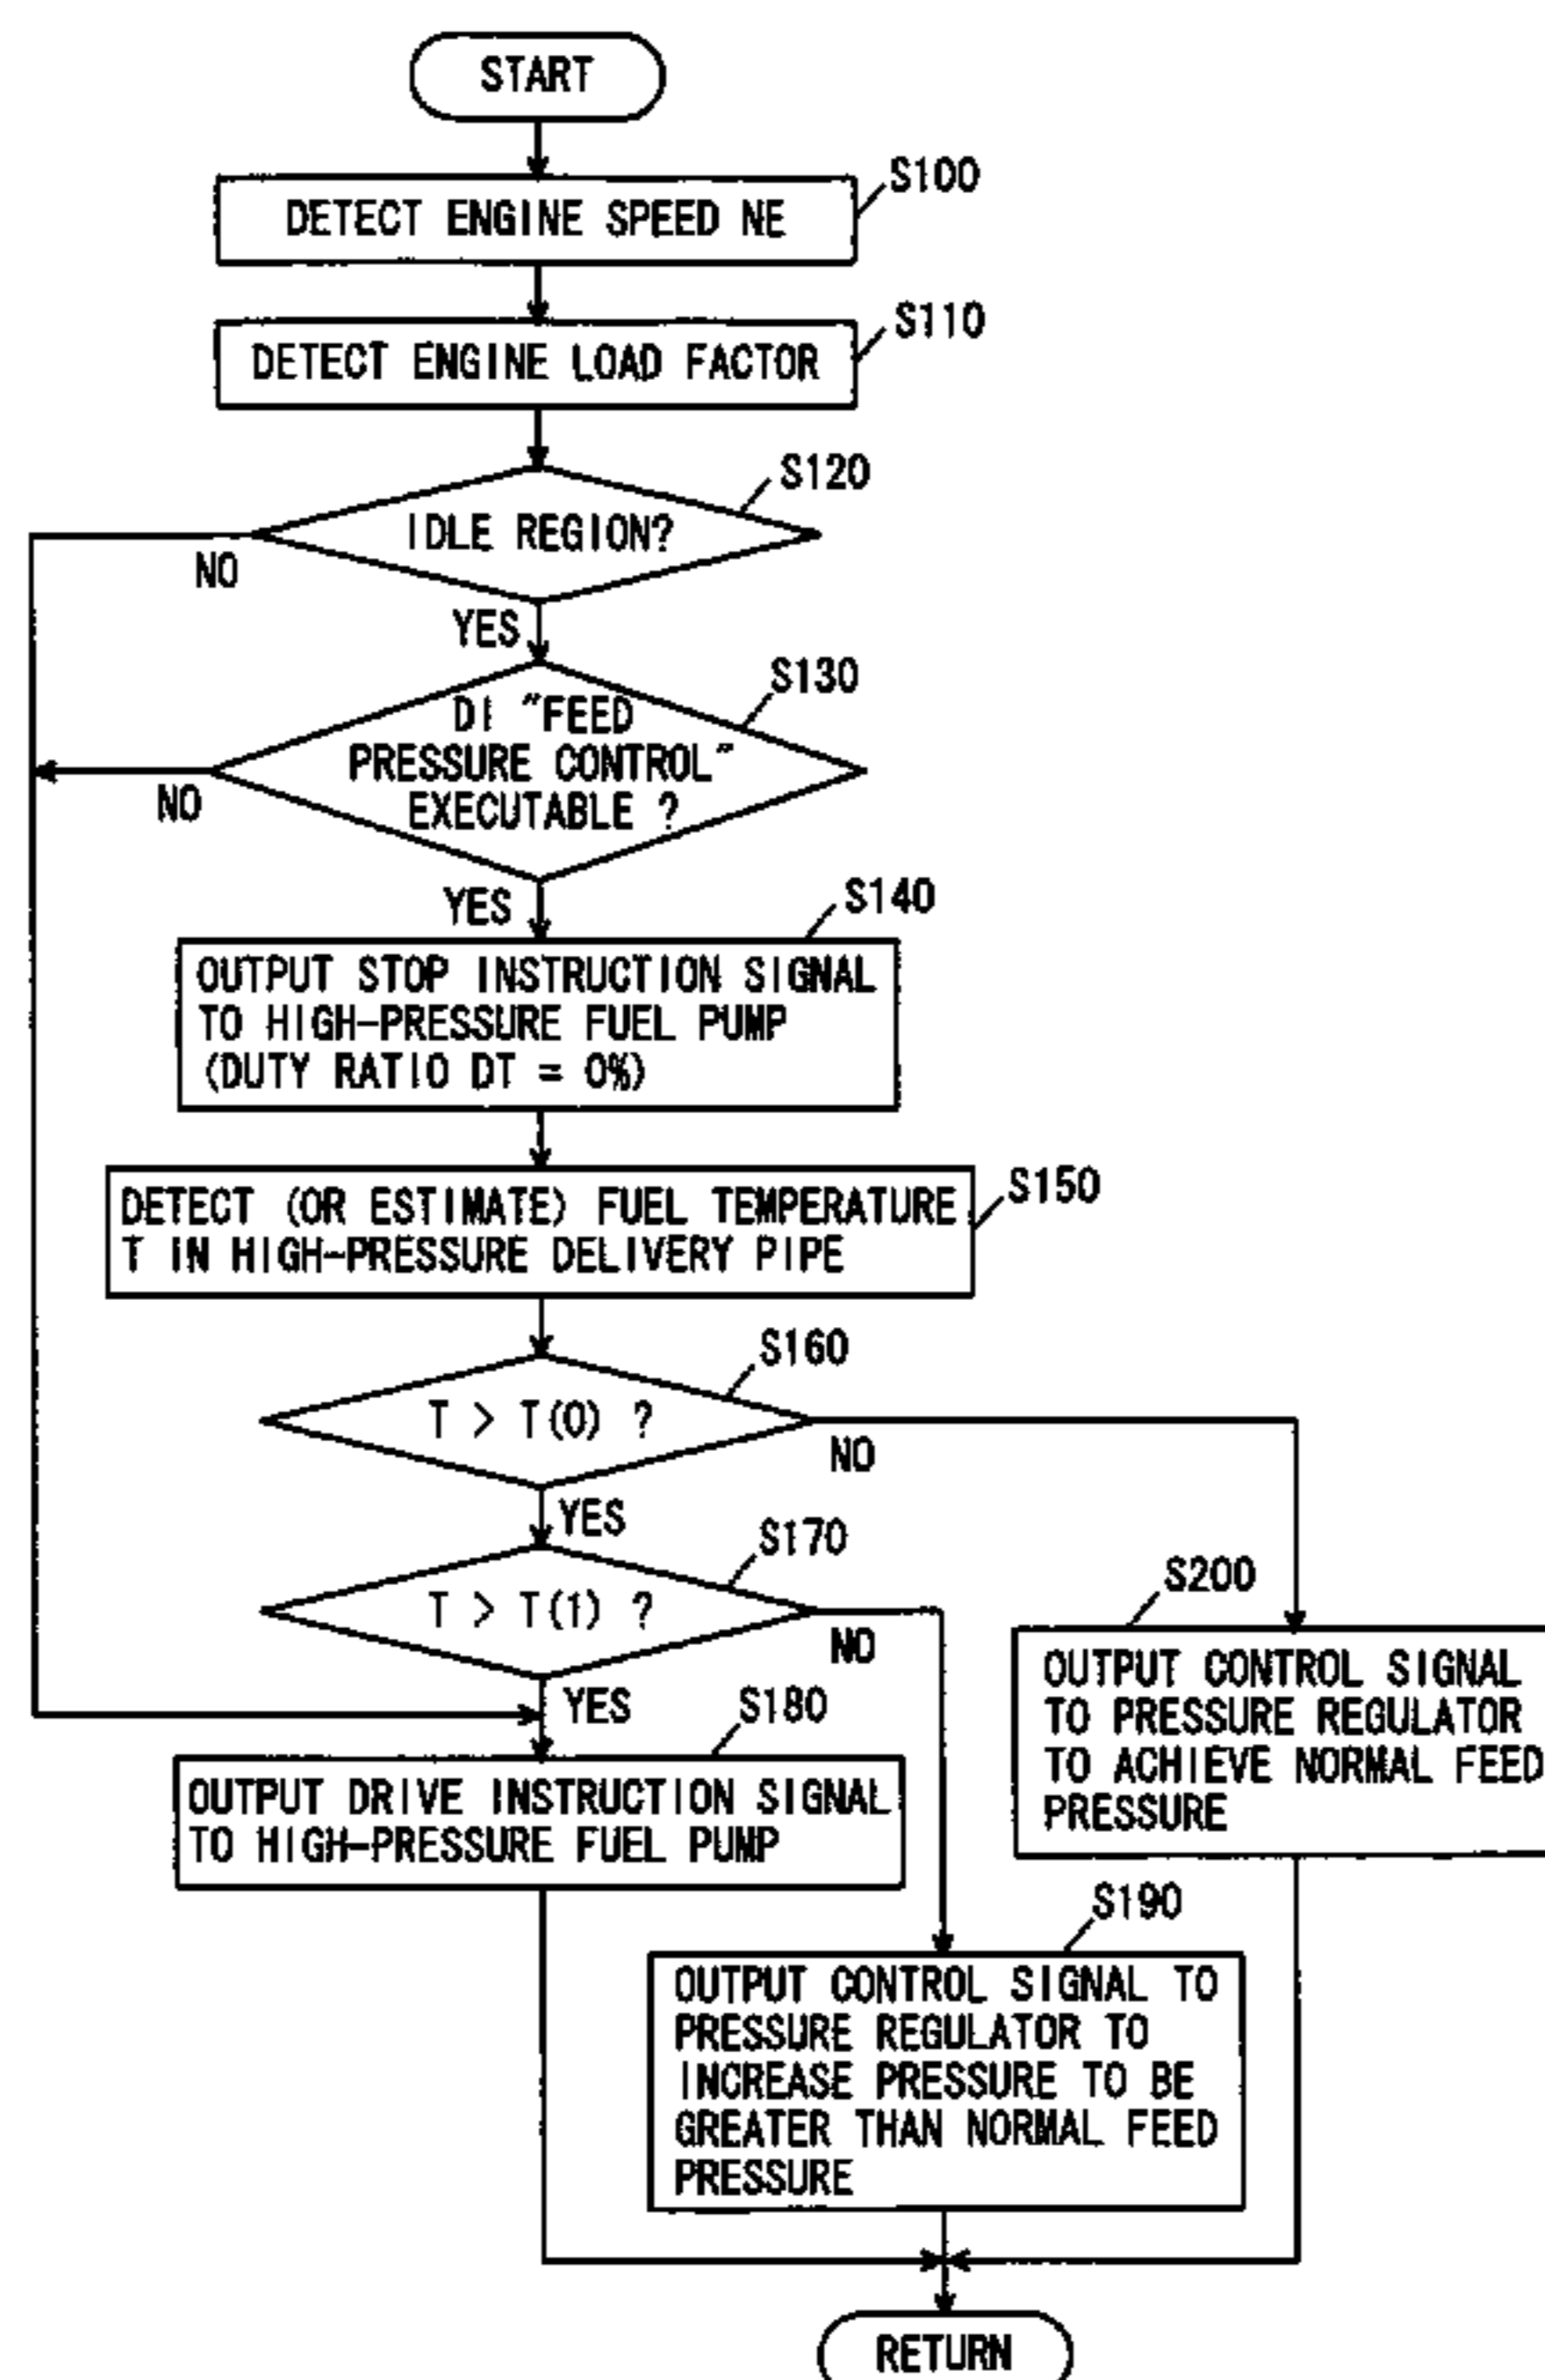 START
S100
DETECT ENGINE SPEED NE
S110
DETECT ENGINE LOAD FACTOR
S120
IDLE REGION?
NO
YES
S130
DI "FEED
PRESSURE CONTROL"
EXECUTABLE ?
NO
YES
S140
OUTPUT STOP INSTRUCTION SIGNAL
TO HIGH-PRESSURE FUEL PUMP
(DUTY RATIO DT = 0%)
S150
DETECT (OR ESTIMATE) FUEL TEMPERATURE
T IN HIGH-PRESSURE DELIVERY PIPE
S160
T > T(0) ?
NO
YES
S170
T > T(1) ?
NO
YES
S180
OUTPUT DRIVE INSTRUCTION SIGNAL
TO HIGH-PRESSURE FUEL PUMP
S200
OUTPUT CONTROL SIGNAL
TO PRESSURE REGULATOR
TO ACHIEVE NORMAL FEED
PRESSURE
S190
OUTPUT CONTROL SIGNAL TO
PRESSURE REGULATOR TO
INCREASE PRESSURE TO BE
GREATER THAN NORMAL FEED
PRESSURE
RETURN